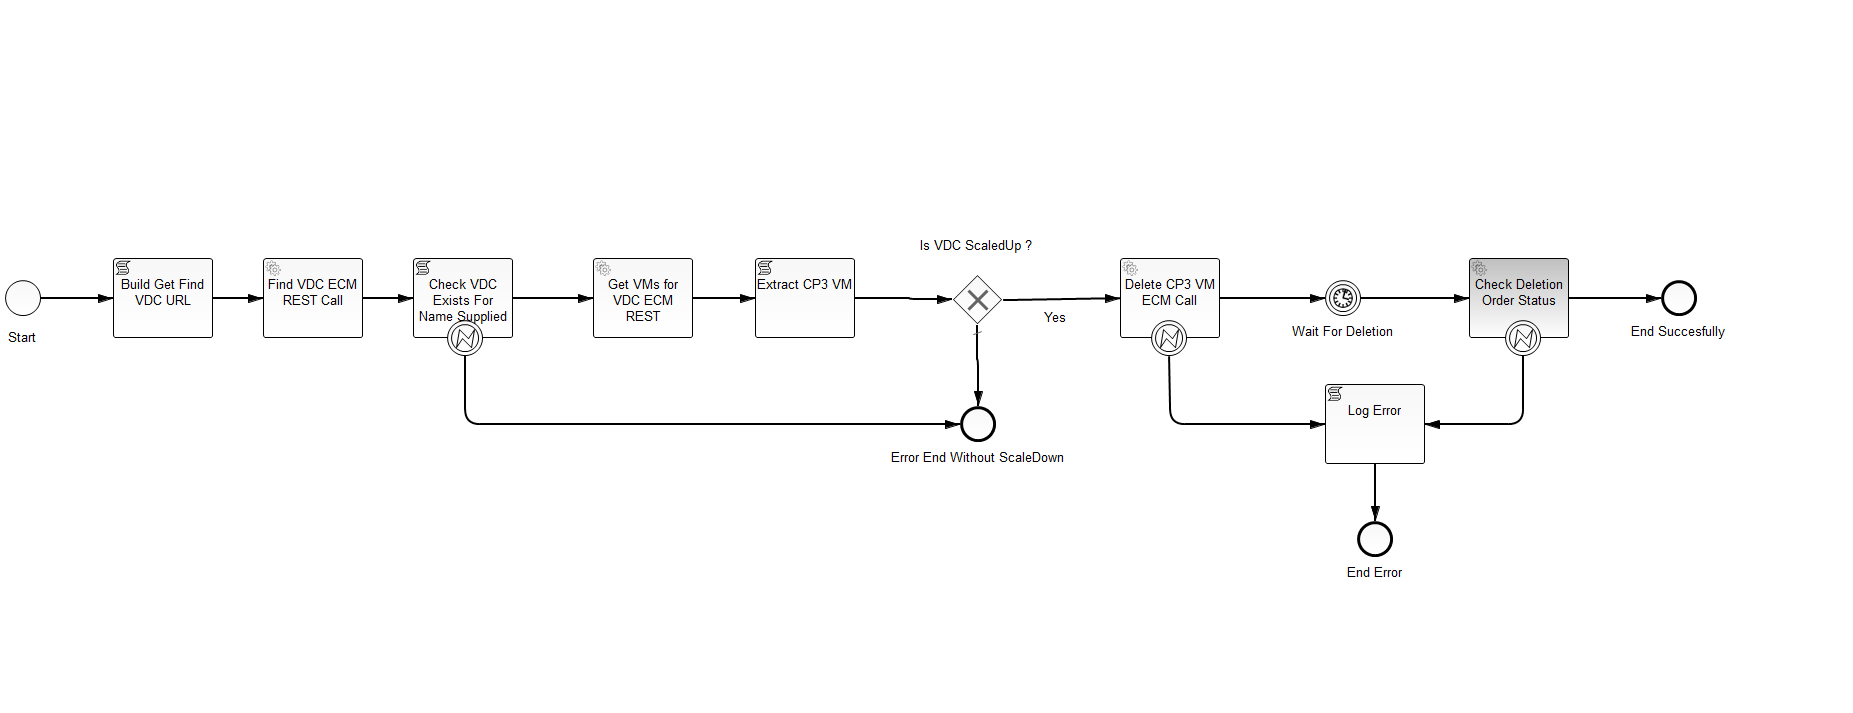 Is VDC ScaledUp ?
Start
Build Get Find
VDC URL
Find VDC ECM
REST Call
Check VDC
Exists For
Name Supplied
Get VMs for
VDC ECM
REST
Extract CP3 VM
Yes
Delete CP3 VM
ECM Call
Wait For Deletion
Check Deletion
Order Status
End Succesfully
Error End Without ScaleDown
Log Error
End Error